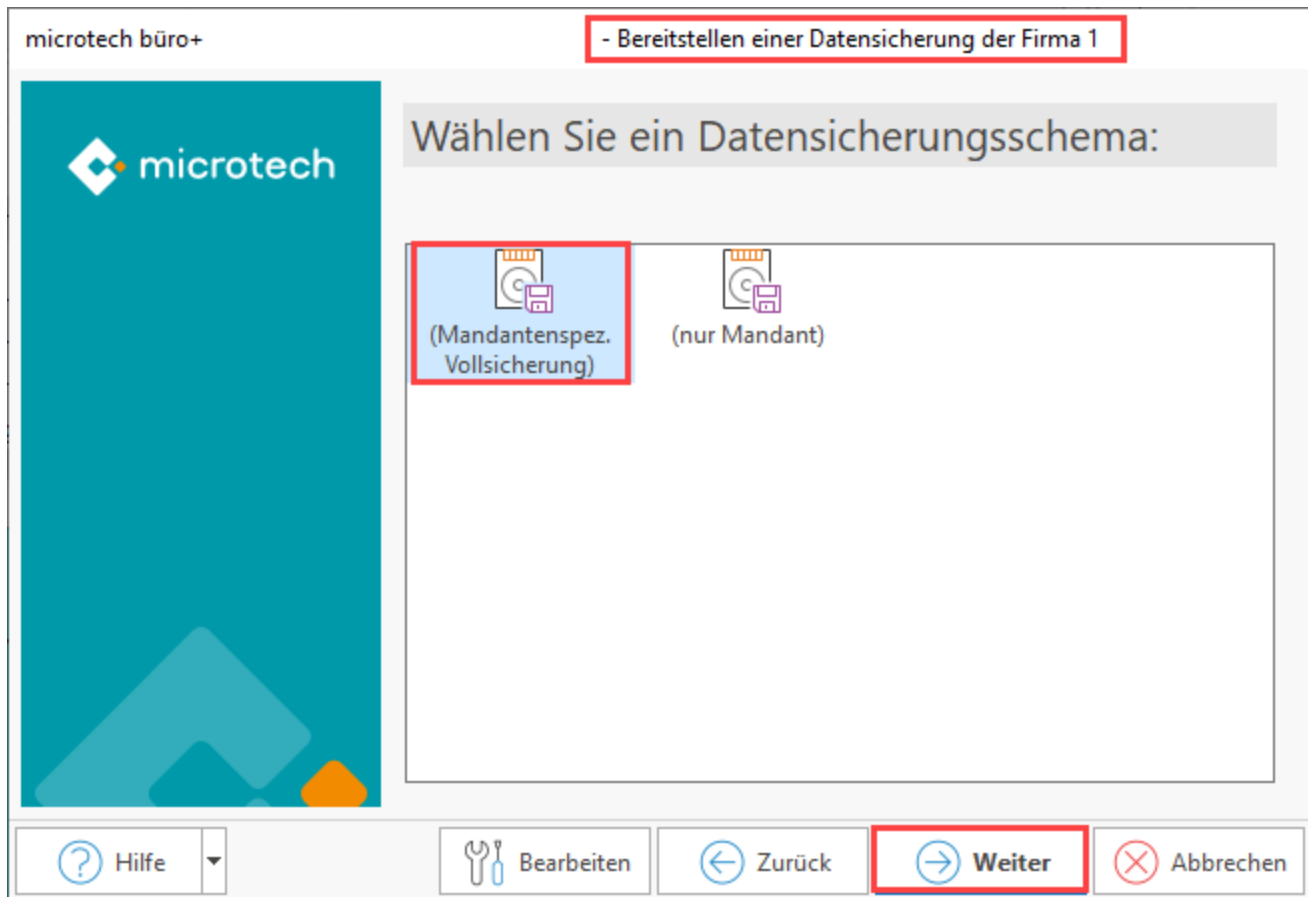 microtech büro+
- Bereitstellen einer Datensicherung der Firma 1
microtech
Wählen Sie ein Datensicherungsschema:
(Mandantenspez.
Vollsicherung)
(nur Mandant)
Hilfe
Bearbeiten
Zurück
Weiter
Abbrechen